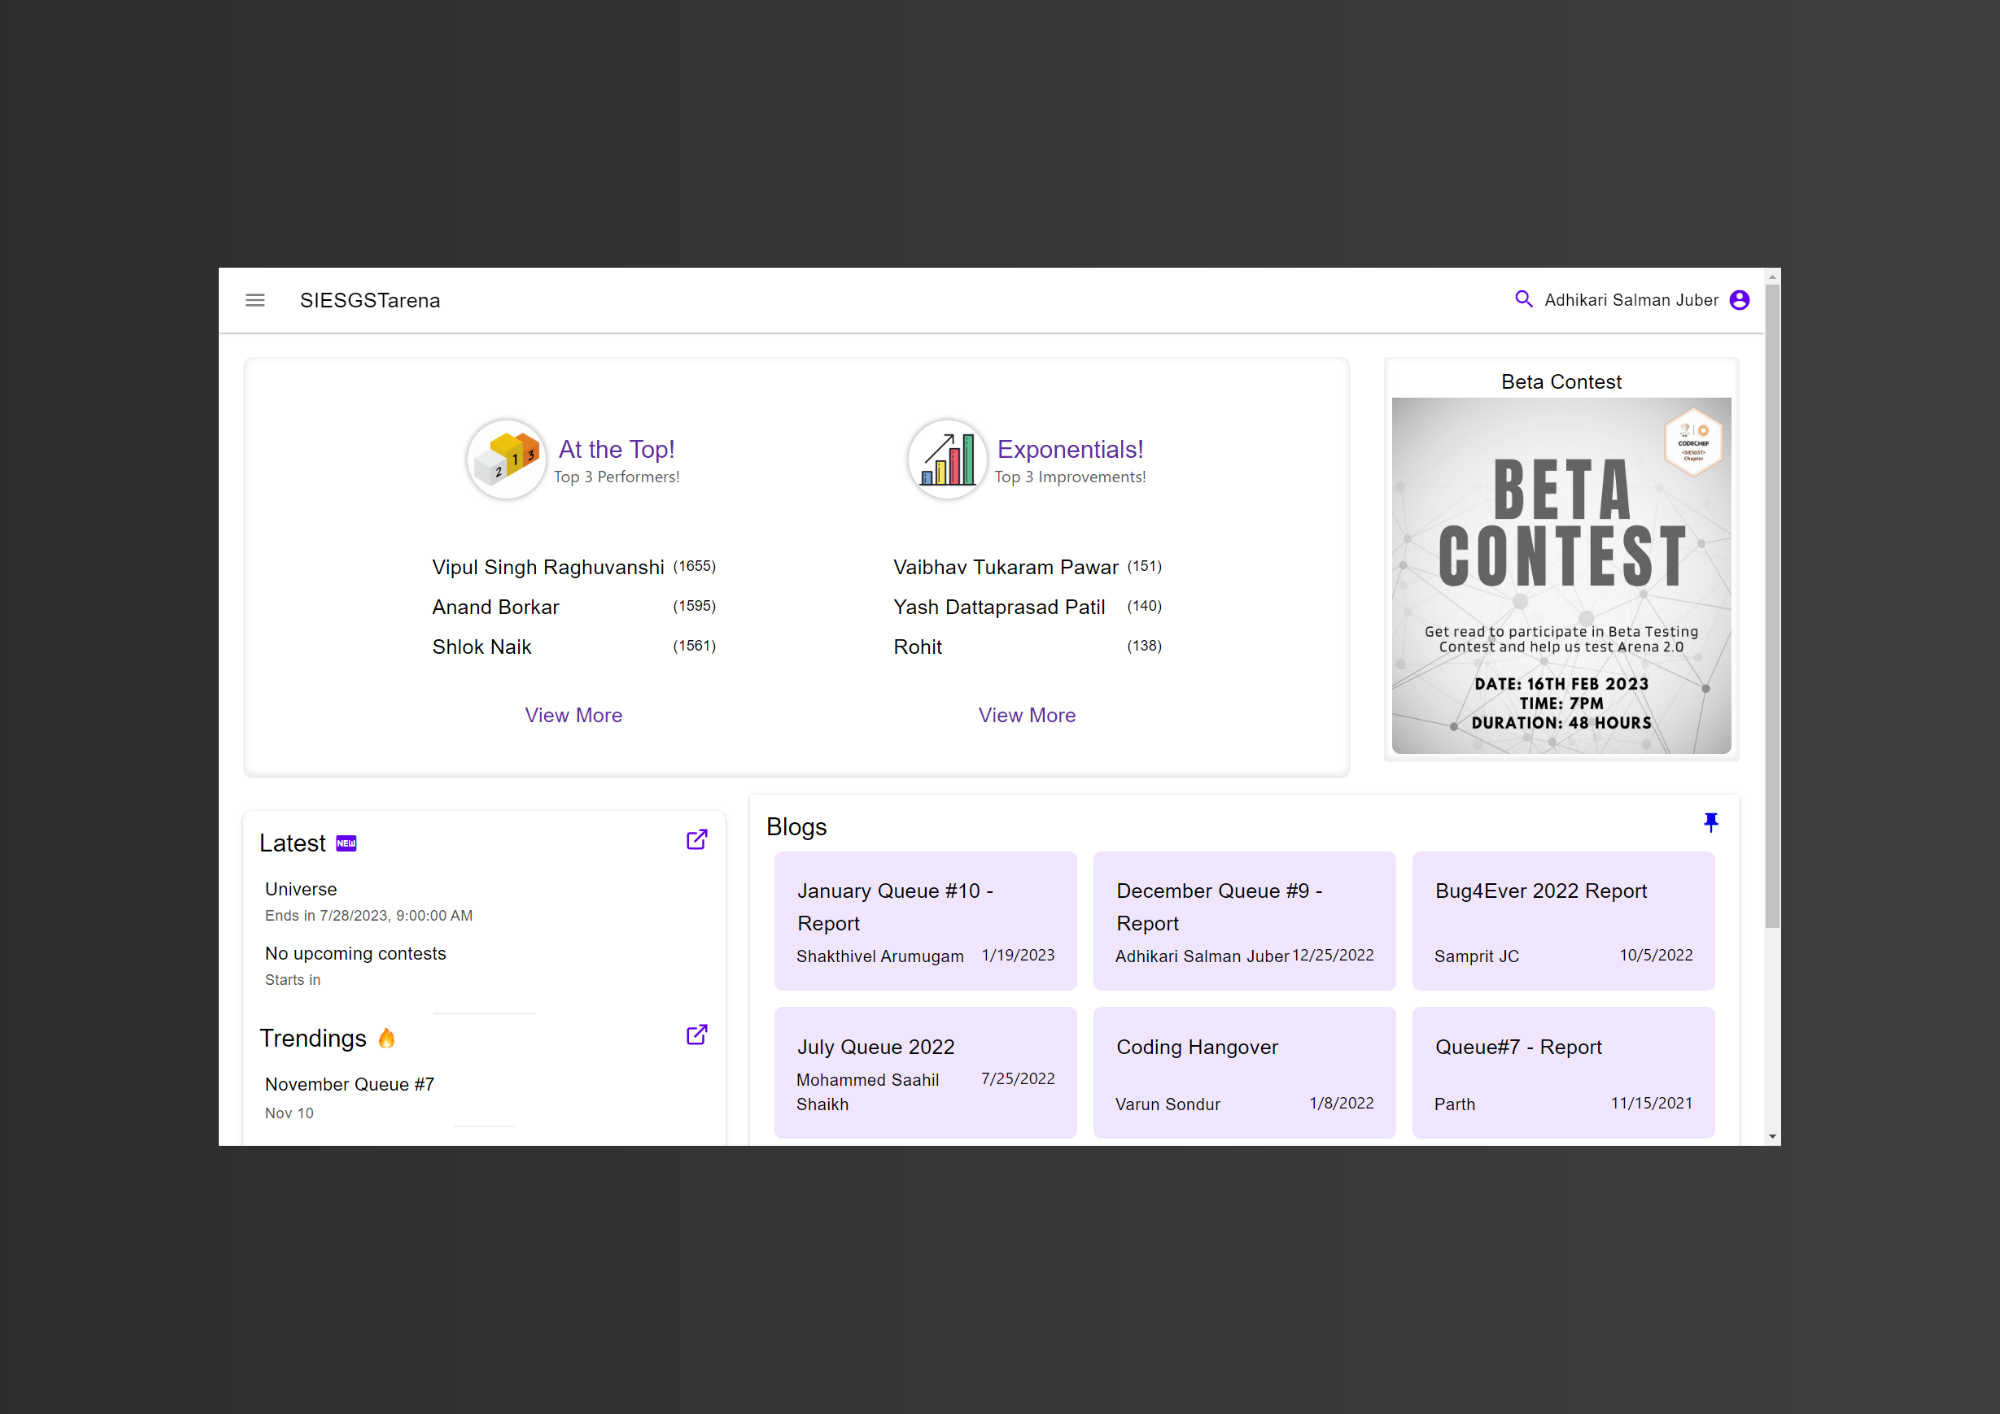 SIESGSTarena
Adhikari Salman Juber
At the Top!
Top 3 Performers!
Vipul Singh Raghuvanshi (1655)
Anand Borkar (1595)
Shlok Naik (1561)
View More
Exponentials!
Top 3 Improvements!
Vaibhav Tukaram Pawar (151)
Yash Dattaprasad Patil (140)
Rohit (138)
View More
Beta Contest
CODECHEF
<SIESGST>
Chapter
BETA
CONTEST
Get read to participate in Beta Testing
Contest and help us test Arena 2.0
DATE: 16TH FEB 2023
TIME: 7PM
DURATION: 48 HOURS
Latest NEW
Universe
Ends in 7/28/2023, 9:00:00 AM
No upcoming contests
Starts in
Trendings
November Queue #7
Nov 10
Blogs
January Queue #10 -
Report
Shakthivel Arumugam 1/19/2023
December Queue #9 -
Report
Adhikari Salman Juber 12/25/2022
Bug4Ever 2022 Report
Samprit JC 10/5/2022
July Queue 2022
Mohammed Saahil 7/25/2022
Shaikh
Coding Hangover
Varun Sondur 1/8/2022
Queue#7 - Report
Parth 11/15/2021